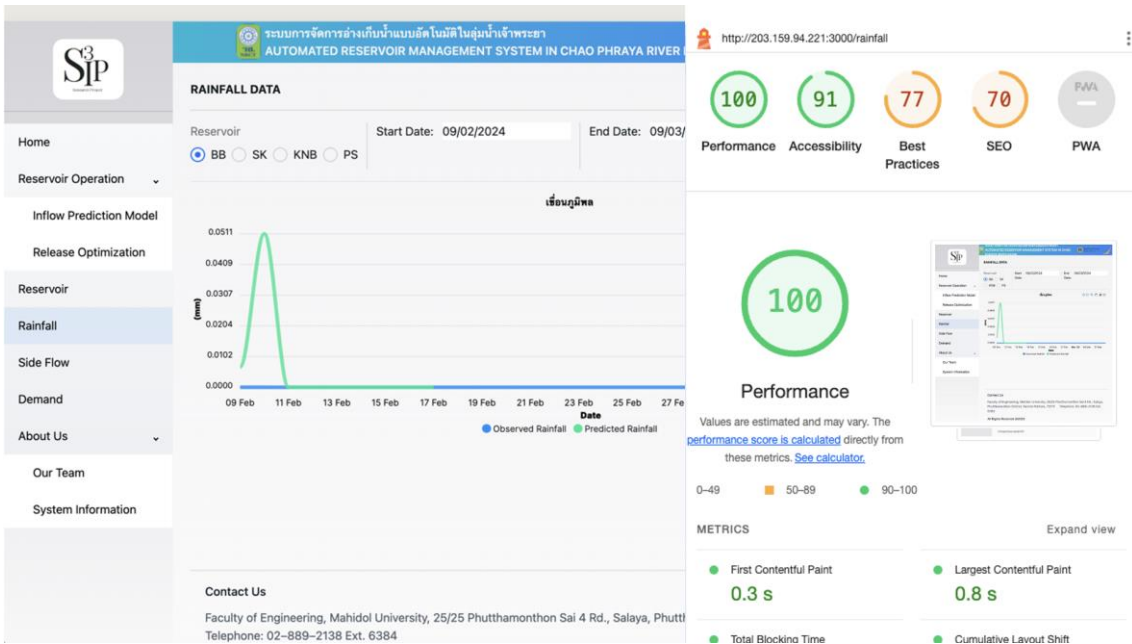 S3iP
ระบบการจัดการอ่างเก็บน้ำแบบอัตโนมัติในลุ่มน้ำเจ้าพระยา
AUTOMATED RESERVOIR MANAGEMENT SYSTEM IN CHAO PHRAYA RIVER
Home
Reservoir Operation
Inflow Prediction Model
Release Optimization
Reservoir
Rainfall
Side Flow
Demand
About Us
Our Team
System Information
RAINFALL DATA
Reservoir
BB SK KNB PS
Start Date: 09/02/2024
End Date: 09/03/
เขื่อนภูมิพล
(mm)
0.0511
0.0409
0.0307
0.0204
0.0102
0.0000
09 Feb 11 Feb 13 Feb 15 Feb 17 Feb 19 Feb 21 Feb 23 Feb 25 Feb 27 Fe
Date
Observed Rainfall Predicted Rainfall
Contact Us
Faculty of Engineering, Mahidol University, 25/25 Phutthamonthon Sai 4 Rd., Salaya, Phutth
Telephone: 02–889–2138 Ext. 6384
http://203.159.94.221:3000/rainfall
100 91 77 70 PWA
Performance Accessibility Best Practices SEO PWA
100
Performance
Values are estimated and may vary. The
performance score is calculated directly from
these metrics. See calculator.
0–49 50–89 90–100
METRICS
Expand view
First Contentful Paint
0.3 s
Largest Contentful Paint
0.8 s
Total Blocking Time
Cumulative Layout Shift